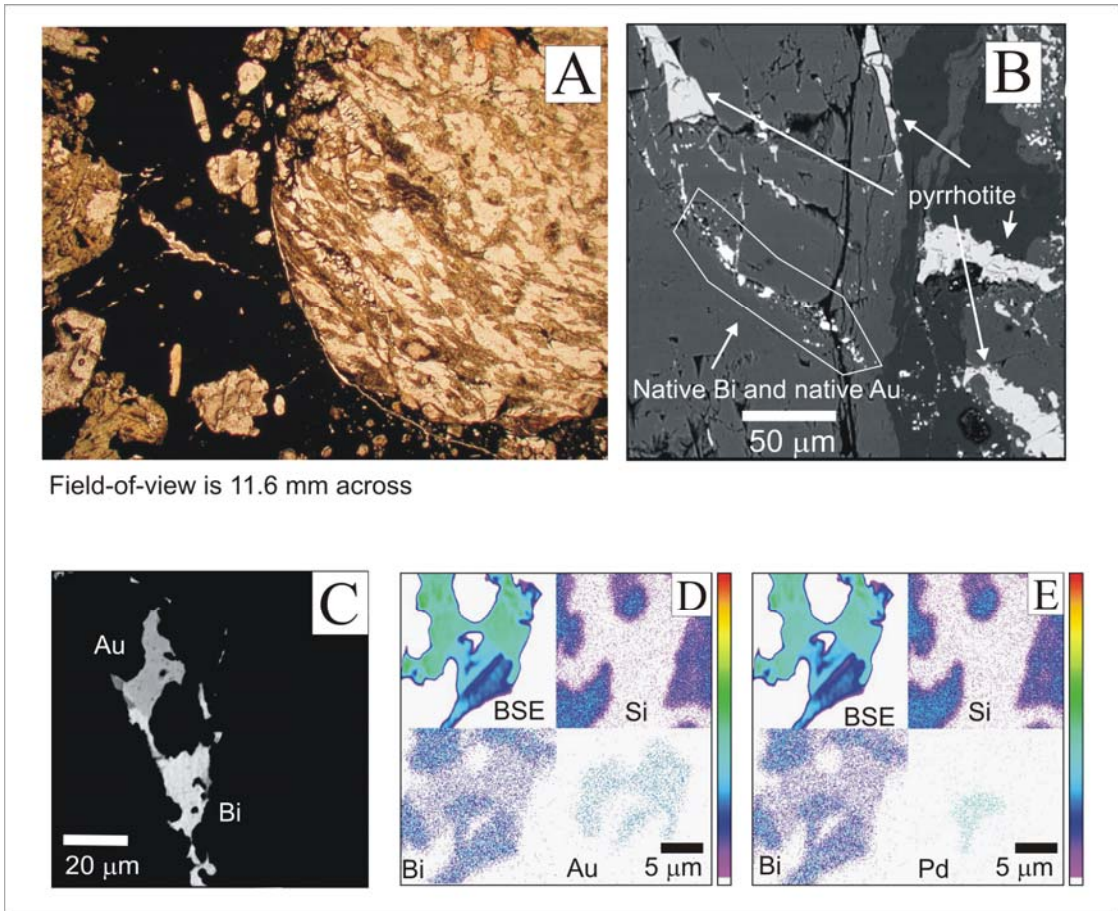 A
B
pyrrhotite
Native Bi and native Au
50 μm
Field-of-view is 11.6 mm across
C
Au
Bi
20 μm
D
BSE
Si
Bi
Au
5 μm
E
BSE
Si
Bi
Pd
5 μm